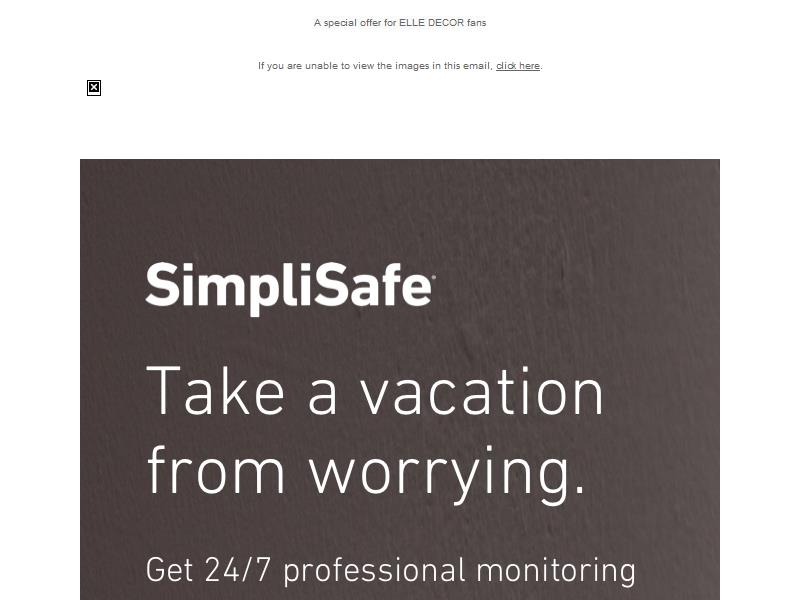 A special offer for ELLE DECOR fans
If you are unable to view the images in this email, click here.
SimpliSafe
Take a vacation
from worrying.
Get 24/7 professional monitoring